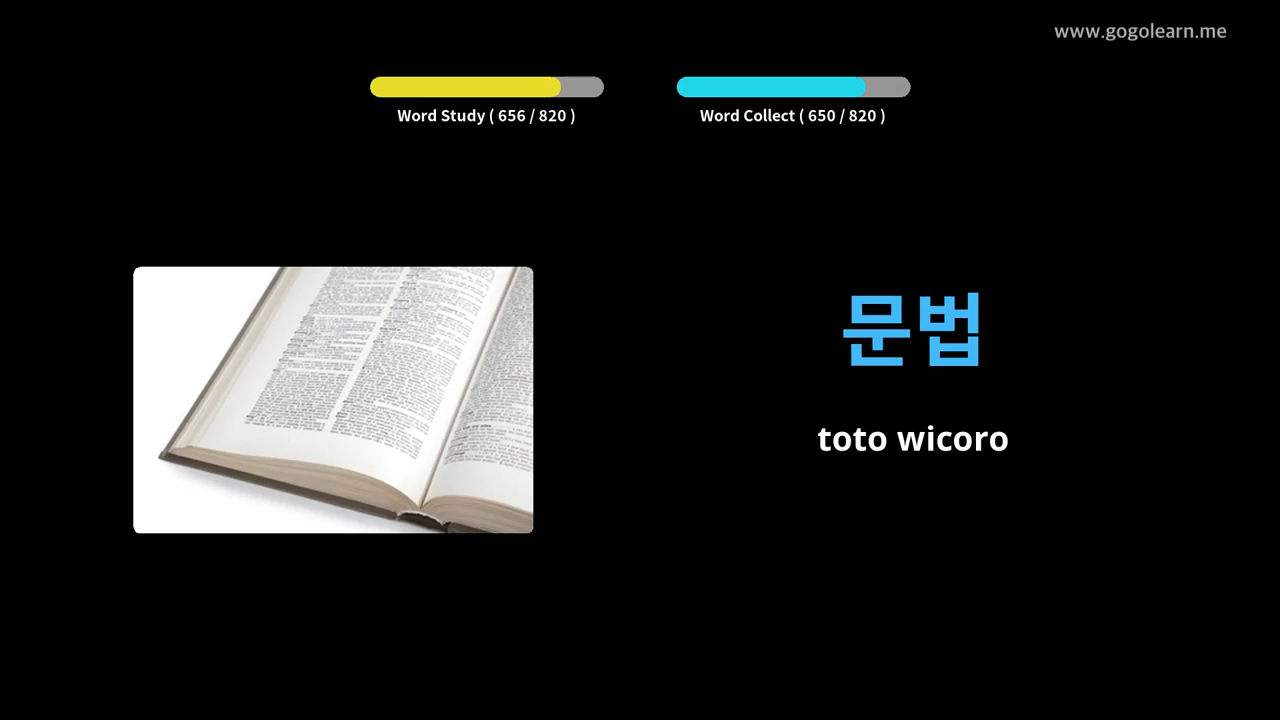 www.gogolearn.me
Word Study ( 656 / 820 )
Word Collect ( 650 / 820 )
문법
toto wicoro